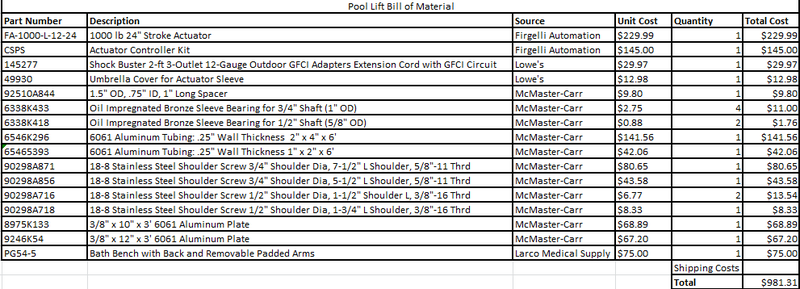 Pool Lift Bill of Material
Part Number Description Source Unit Cost Quantity Total Cost
FA-1000-L-12-24 1000 lb 24" Stroke Actuator Firgelli Automation $229.99 1 $229.99
CSPS Actuator Controller Kit Firgelli Automation $145.00 1 $145.00
145277 Shock Buster 2-ft 3-Outlet 12-Gauge Outdoor GFCI Adapters Extension Cord with GFCI Circuit Lowe's $29.97 1 $29.97
49930 Umbrella Cover for Actuator Sleeve Lowe's $12.98 1 $12.98
92510A844 1.5" OD, .75" ID, 1" Long Spacer McMaster-Carr $9.80 1 $9.80
6338K433 Oil Impregnated Bronze Sleeve Bearing for 3/4" Shaft (1" OD) McMaster-Carr $2.75 4 $11.00
6338K418 Oil Impregnated Bronze Sleeve Bearing for 1/2" Shaft (5/8" OD) McMaster-Carr $0.88 2 $1.76
6546K296 6061 Aluminum Tubing: .25" Wall Thickness 2" x 4" x 6' McMaster-Carr $141.56 1 $141.56
65465393 6061 Aluminum Tubing: .25" Wall Thickness 1" x 2" x 6' McMaster-Carr $42.06 1 $42.06
90298A871 18-8 Stainless Steel Shoulder Screw 3/4" Shoulder Dia, 7-1/2" L Shoulder, 5/8"-11 Thrd McMaster-Carr $80.65 1 $80.65
90298A856 18-8 Stainless Steel Shoulder Screw 3/4" Shoulder Dia, 5-1/2" L Shoulder, 5/8"-11 Thrd McMaster-Carr $43.58 1 $43.58
90298A716 18-8 Stainless Steel Shoulder Screw 1/2" Shoulder Dia, 1-1/2" Shoulder L, 3/8"-16 Thrd McMaster-Carr $6.77 2 $13.54
90298A718 18-8 Stainless Steel Shoulder Screw 1/2" Shoulder Dia, 1-3/4" L Shoulder, 3/8"-16 Thrd McMaster-Carr $8.33 1 $8.33
8975K133 3/8" x 10" x 3' 6061 Aluminum Plate McMaster-Carr $68.89 1 $68.89
9246K54 3/8" x 12" x 3' 6061 Aluminum Plate McMaster-Carr $67.20 1 $67.20
PG54-5 Bath Bench with Back and Removable Padded Arms Larco Medical Supply $75.00 1 $75.00
Shipping Costs
Total $981.31